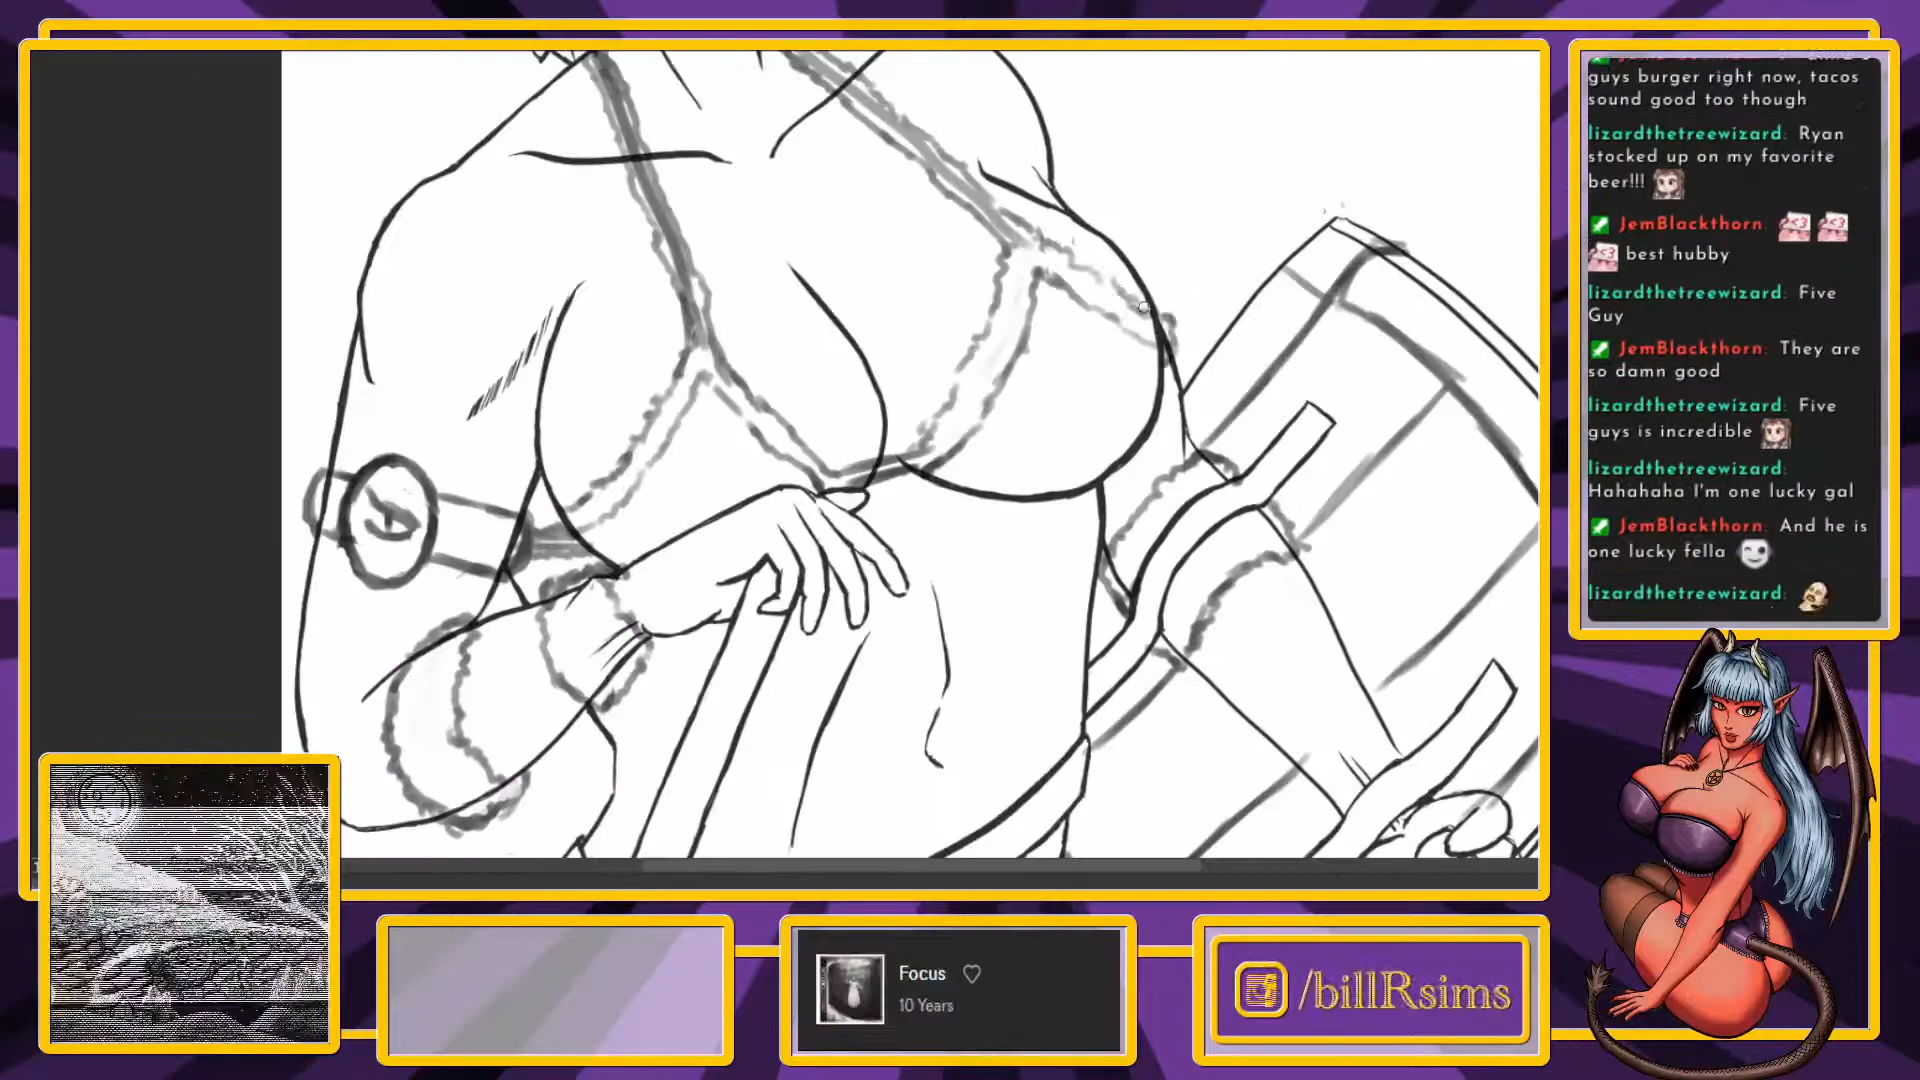 guys burger right now, tacos
sound good too though
lizardthetreewizard: Ryan
stocked up on my favorite
beer!!!
JemBlackthorn:
best hubby
lizardthetreewizard: Five
Guy
JemBlackthorn: They are
so damn good
lizardthetreewizard: Five
guys is incredible
lizardthetreewizard:
Hahahaha I'm one lucky gal
JemBlackthorn: And he is
one lucky fella
lizardthetreewizard:
Focus
10 Years
/billRsims